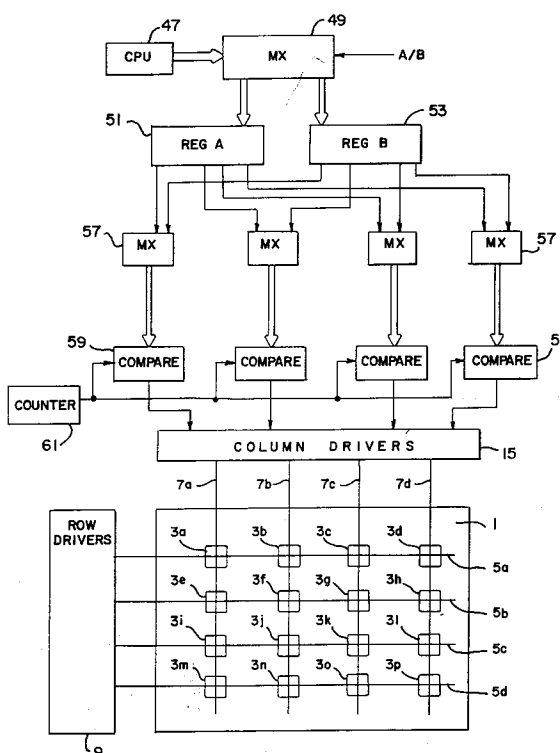 47
49
CPU
MX
A/B
51
53
REG A
REG B
57
MX
MX
MX
MX
57
59
COMPARE
COMPARE
COMPARE
COMPARE
5
COUNTER
61
COLUMN DRIVERS
15
7a
7b
7c
7d
ROW
DRIVERS
1
3a
3b
3c
3d
5a
3e
3f
3g
3h
5b
3i
3j
3k
3l
5c
3m
3n
3o
3p
5d